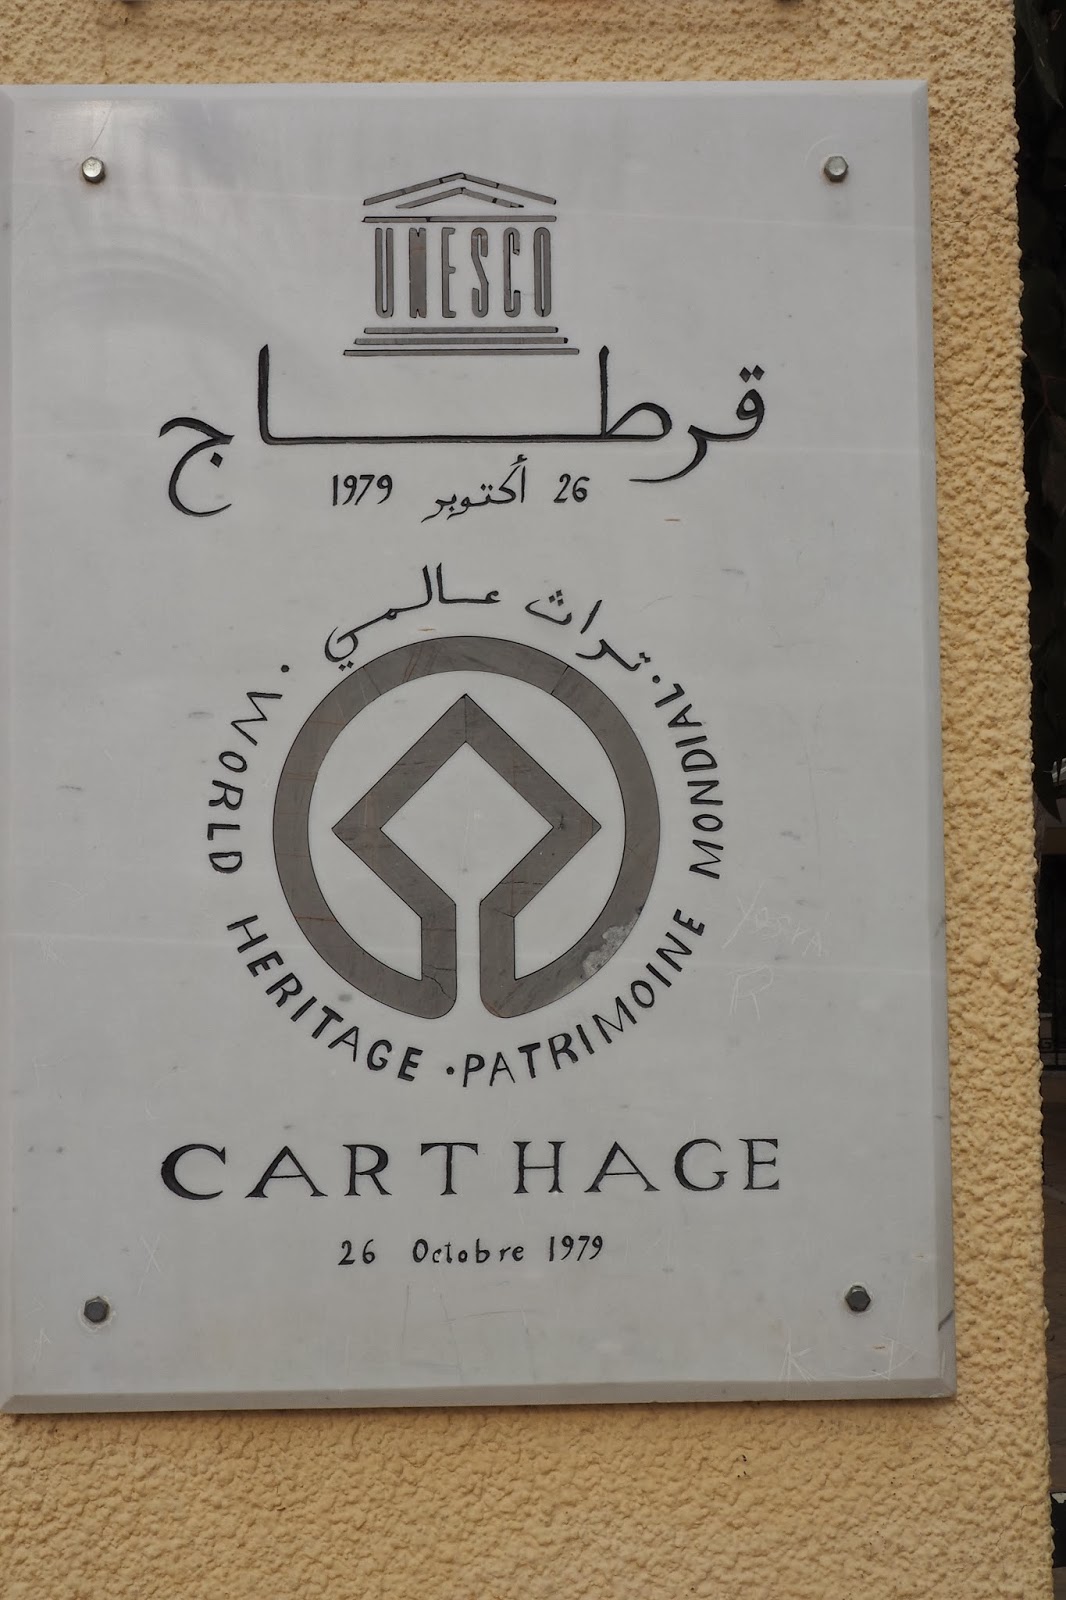 UNESCO
قرطاج
26 أكتوبر 1979
تراث عالمي · WORLD HERITAGE · PATRIMOINE MONDIAL ·
CARTHAGE
26 Octobre 1979